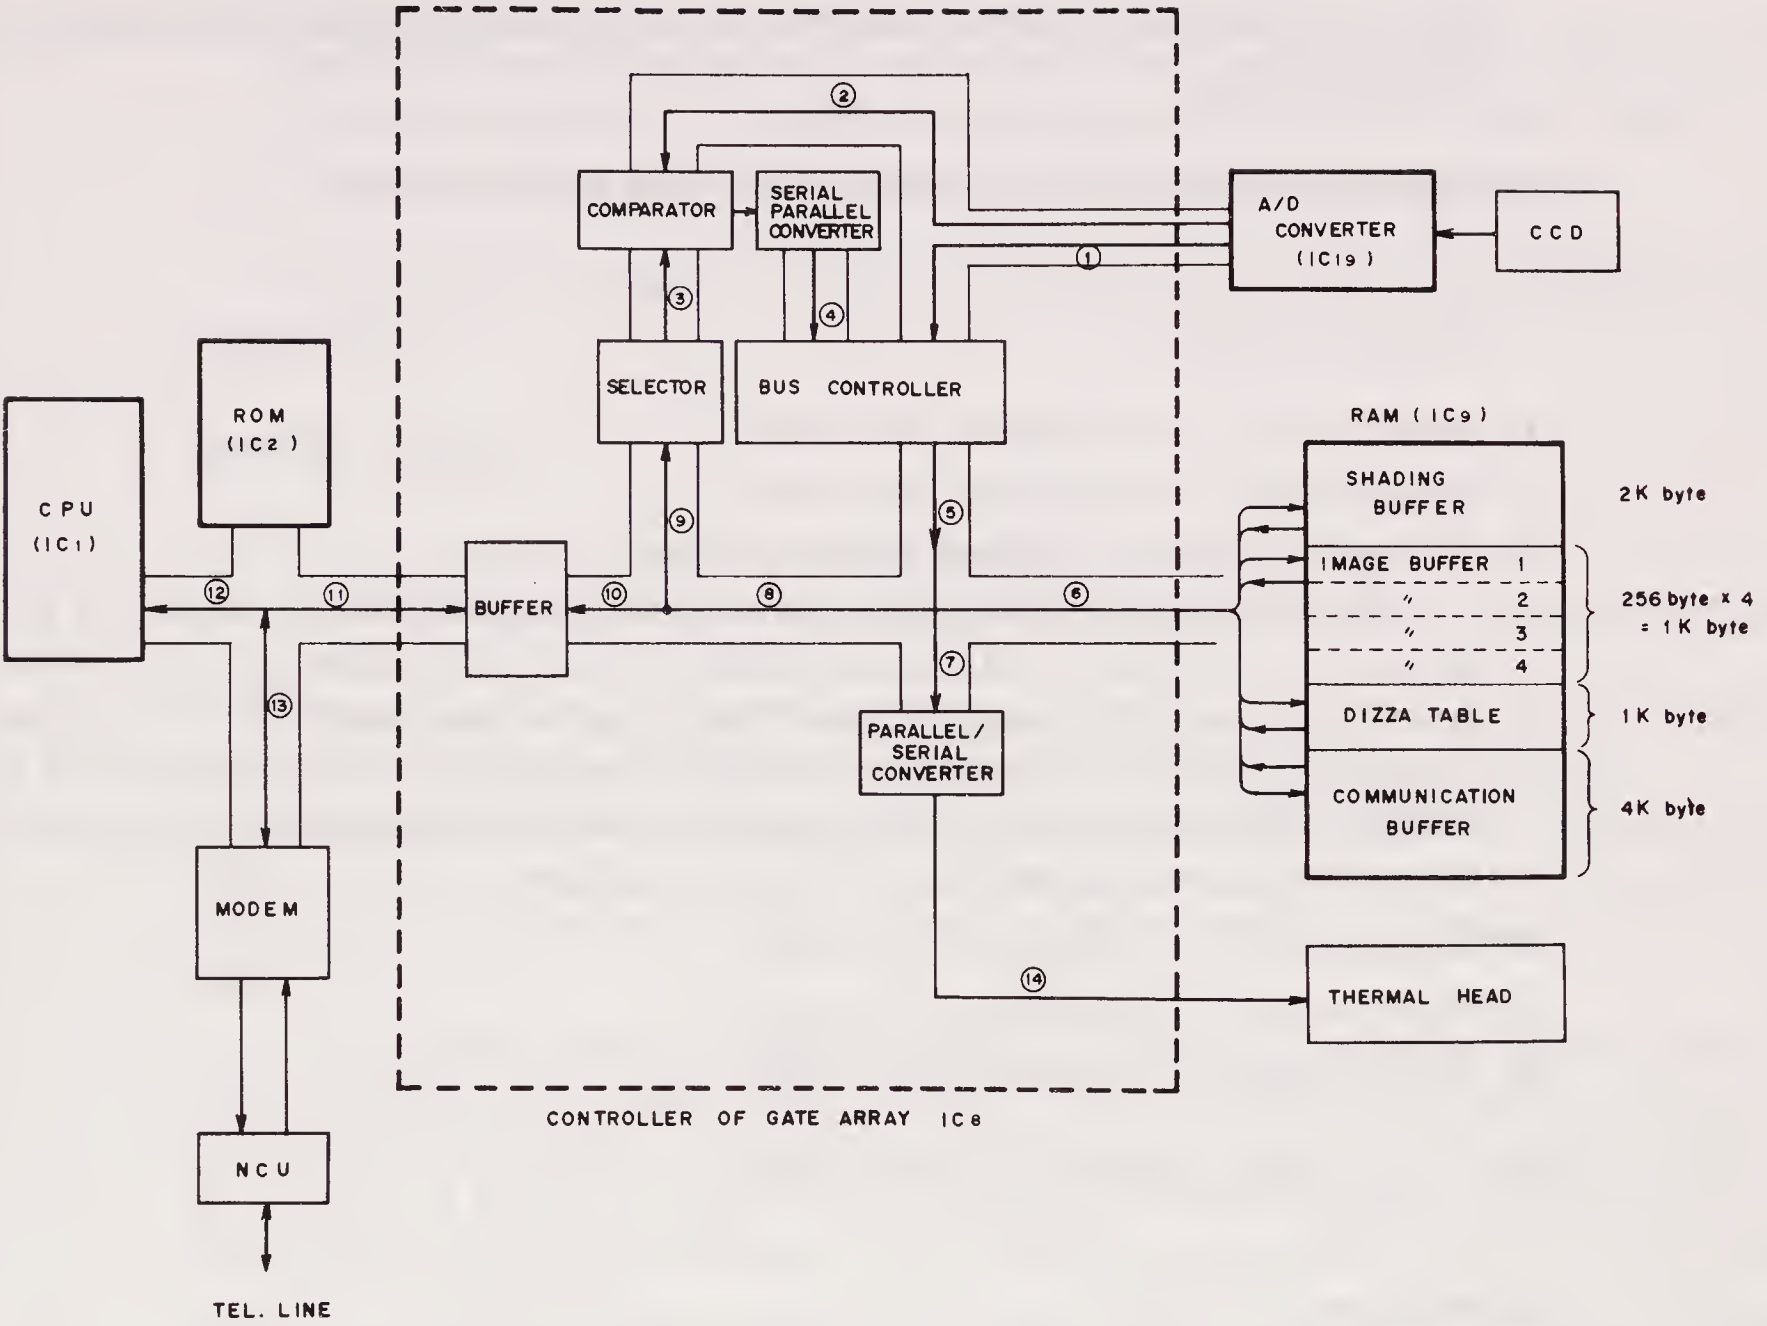 ②
COMPARATOR
SERIAL
PARALLEL
CONVERTER
A/D
CONVERTER
(IC19)
CCD
①
③
④
ROM
(IC2)
SELECTOR
BUS CONTROLLER
CPU
(IC1)
RAM (IC9)
SHADING
BUFFER
2K byte
⑨
⑤
IMAGE BUFFER 1
〃 2
〃 3
〃 4
256 byte × 4
= 1K byte
⑫
⑪
BUFFER
⑩
⑧
⑥
⑦
⑬
DIZZA TABLE
1K byte
PARALLEL/
SERIAL
CONVERTER
COMMUNICATION
BUFFER
4K byte
MODEM
⑭
THERMAL HEAD
CONTROLLER OF GATE ARRAY IC8
NCU
TEL. LINE